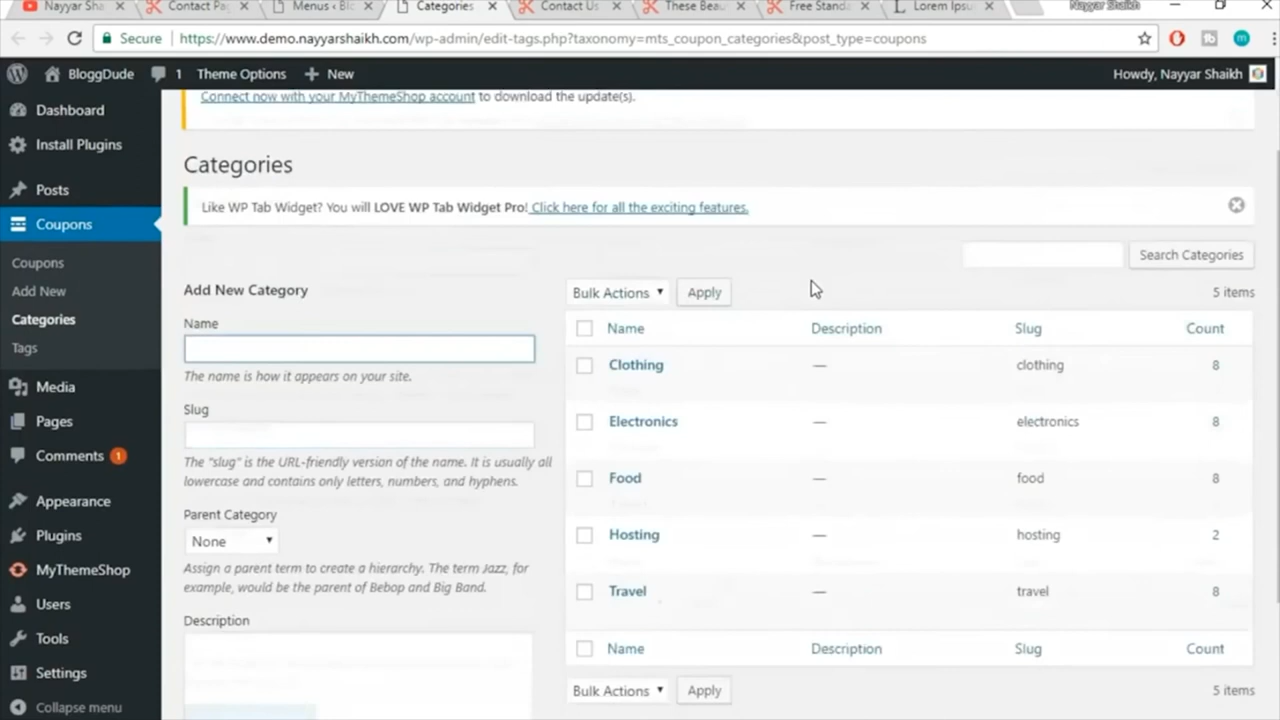 Nayyar Sha
Contact Pa
Menus ‹ Bl
Categories
Contact Us
These Beau
Free Stand
Lorem Ipsu
Nayyar Shaikh
Secure
https://www.demo.nayyarshaikh.com/wp-admin/edit-tags.php?taxonomy=mts_coupon_categories&post_type=coupons
BloggDude
1
Theme Options
New
Howdy, Nayyar Shaikh
Dashboard
Install Plugins
Posts
Coupons
Coupons
Add New
Categories
Tags
Media
Pages
Comments 1
Appearance
Plugins
MyThemeShop
Users
Tools
Settings
Collapse menu
Connect now with your MyThemeShop account to download the update(s).
Categories
Like WP Tab Widget? You will LOVE WP Tab Widget Pro! Click here for all the exciting features.
Search Categories
Add New Category
Name
The name is how it appears on your site.
Slug
The "slug" is the URL-friendly version of the name. It is usually all
lowercase and contains only letters, numbers, and hyphens.
Parent Category
None
Assign a parent term to create a hierarchy. The term Jazz, for
example, would be the parent of Bebop and Big Band.
Description
Bulk Actions Apply 5 items
Name Description Slug Count
Clothing — clothing 8
Electronics — electronics 8
Food — food 8
Hosting — hosting 2
Travel — travel 8
Name Description Slug Count
Bulk Actions Apply 5 items